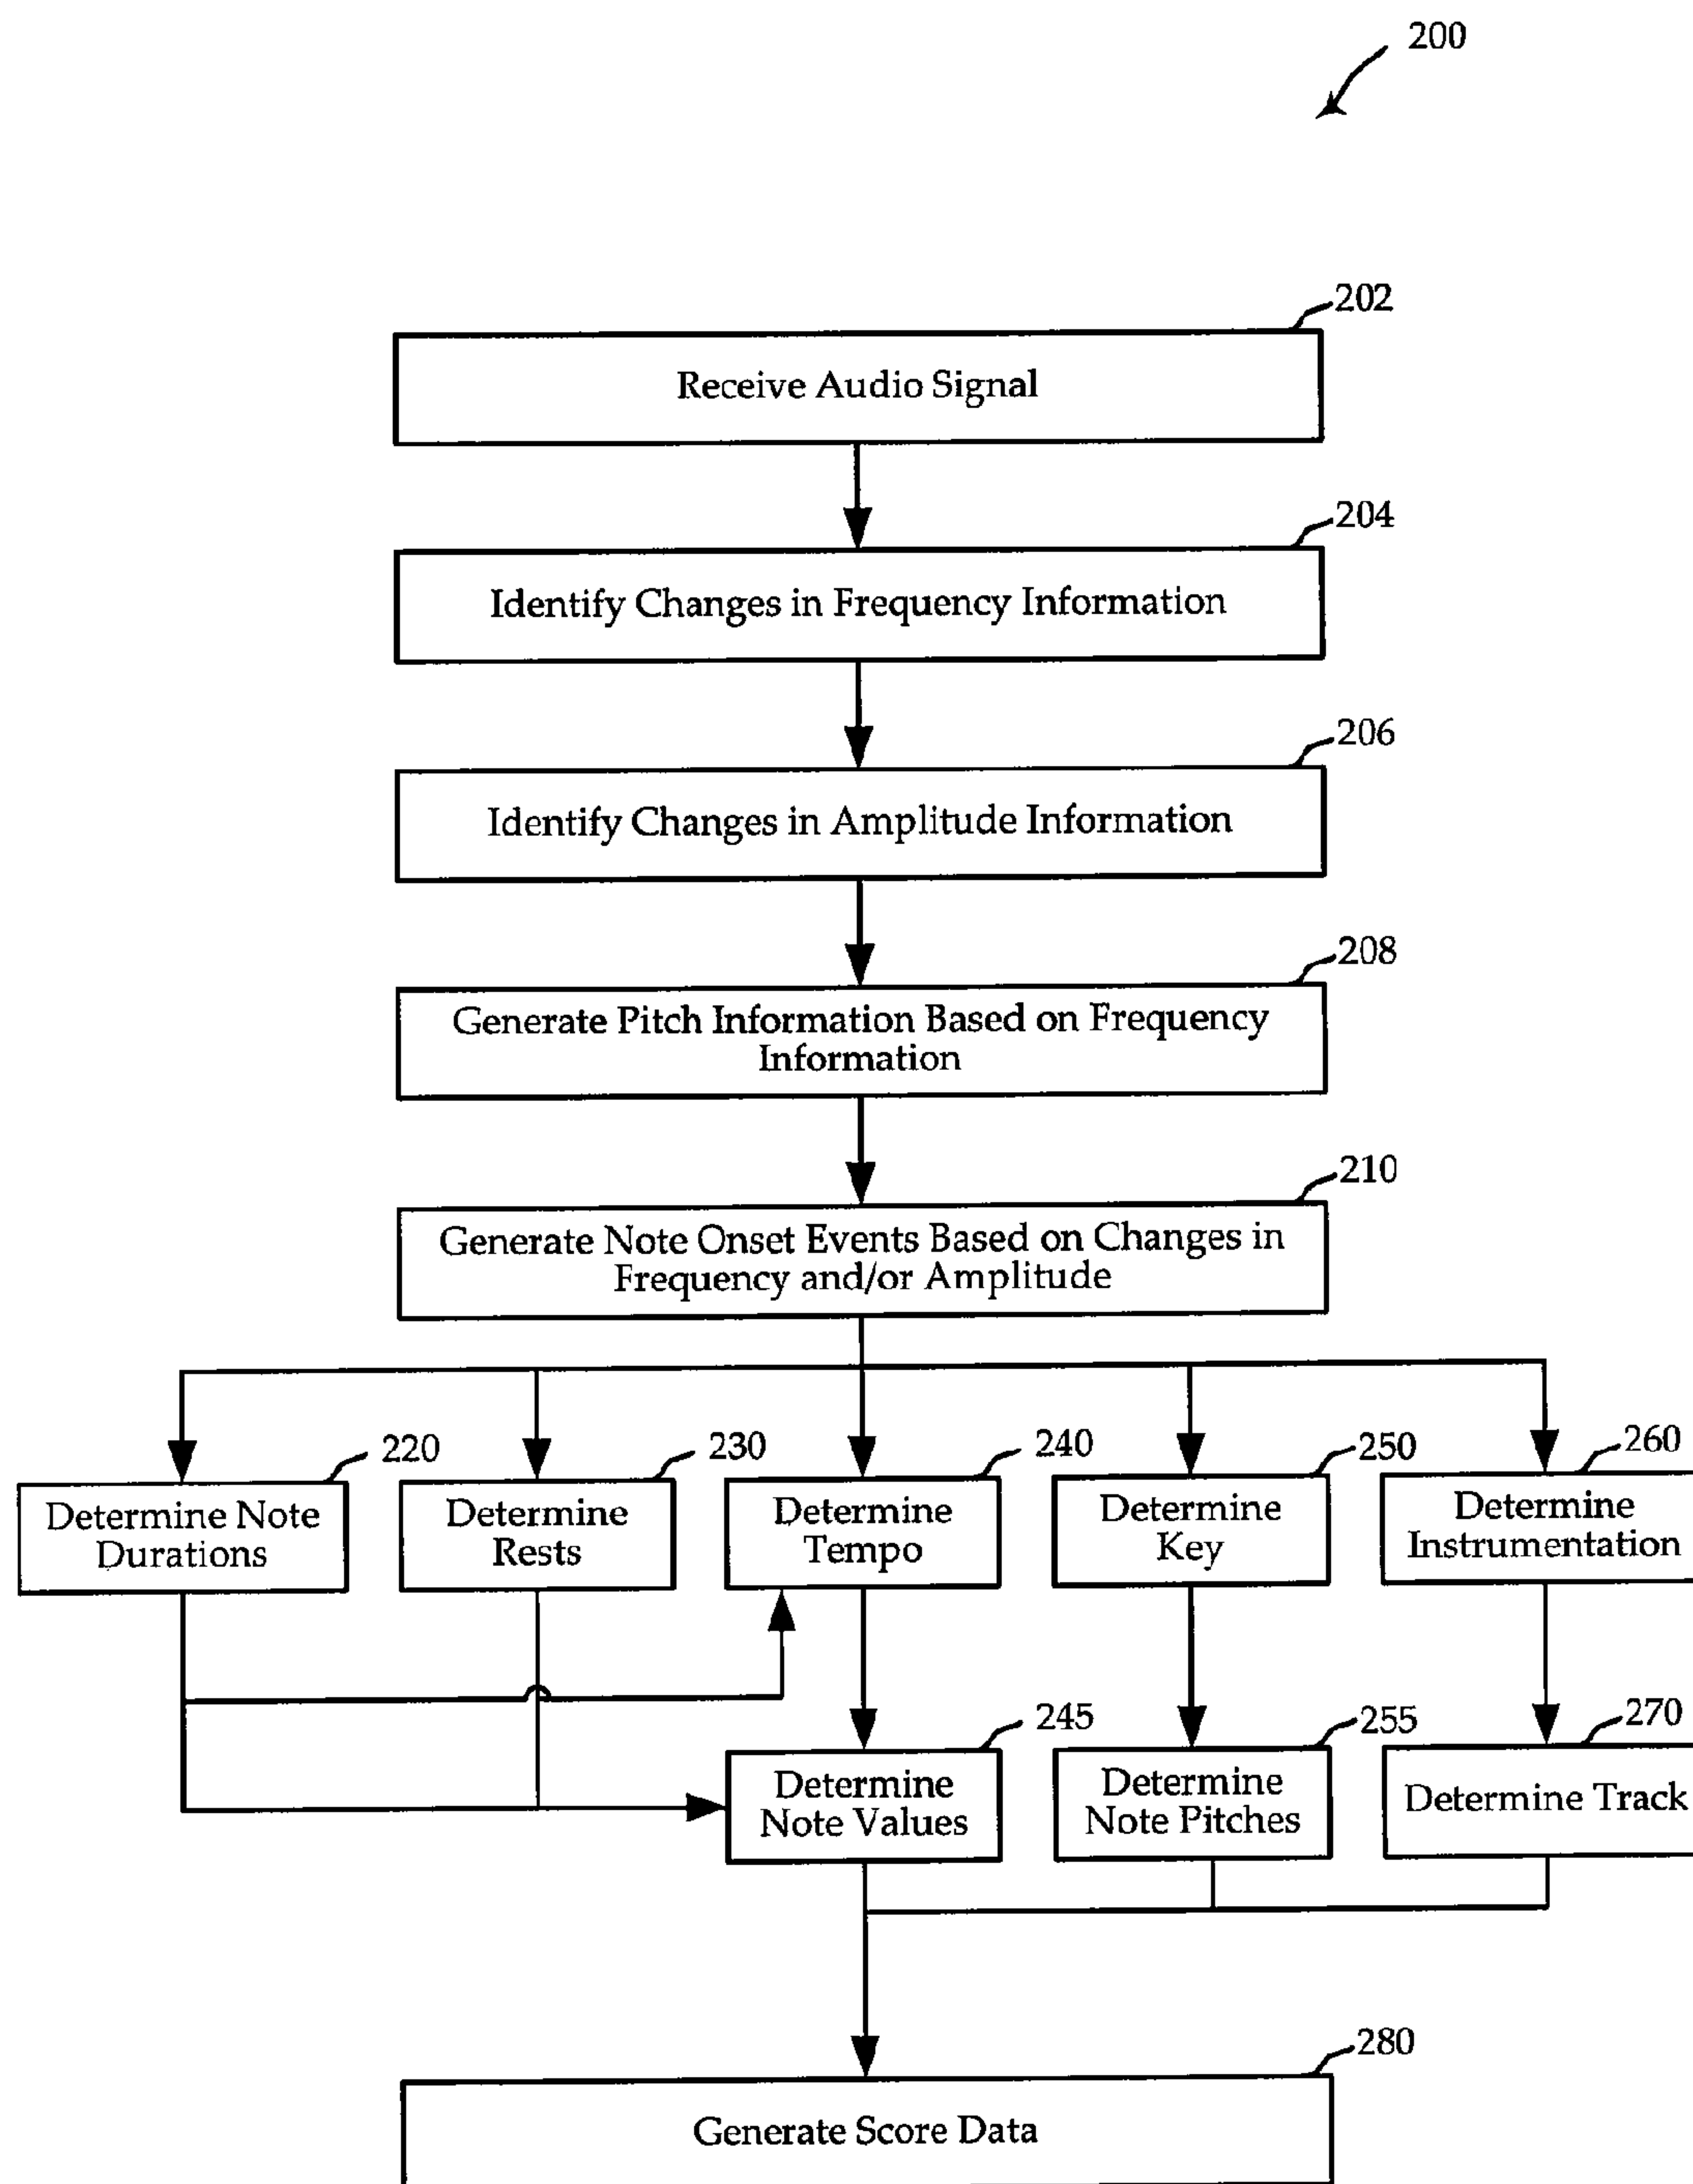 200
202
Receive Audio Signal
204
Identify Changes in Frequency Information
206
Identify Changes in Amplitude Information
208
Generate Pitch Information Based on Frequency
Information
210
Generate Note Onset Events Based on Changes in
Frequency and/or Amplitude
220
Determine Note
Durations
230
Determine
Rests
240
Determine
Tempo
250
Determine
Key
260
Determine
Instrumentation
245
Determine
Note Values
255
Determine
Note Pitches
270
Determine Track
280
Generate Score Data